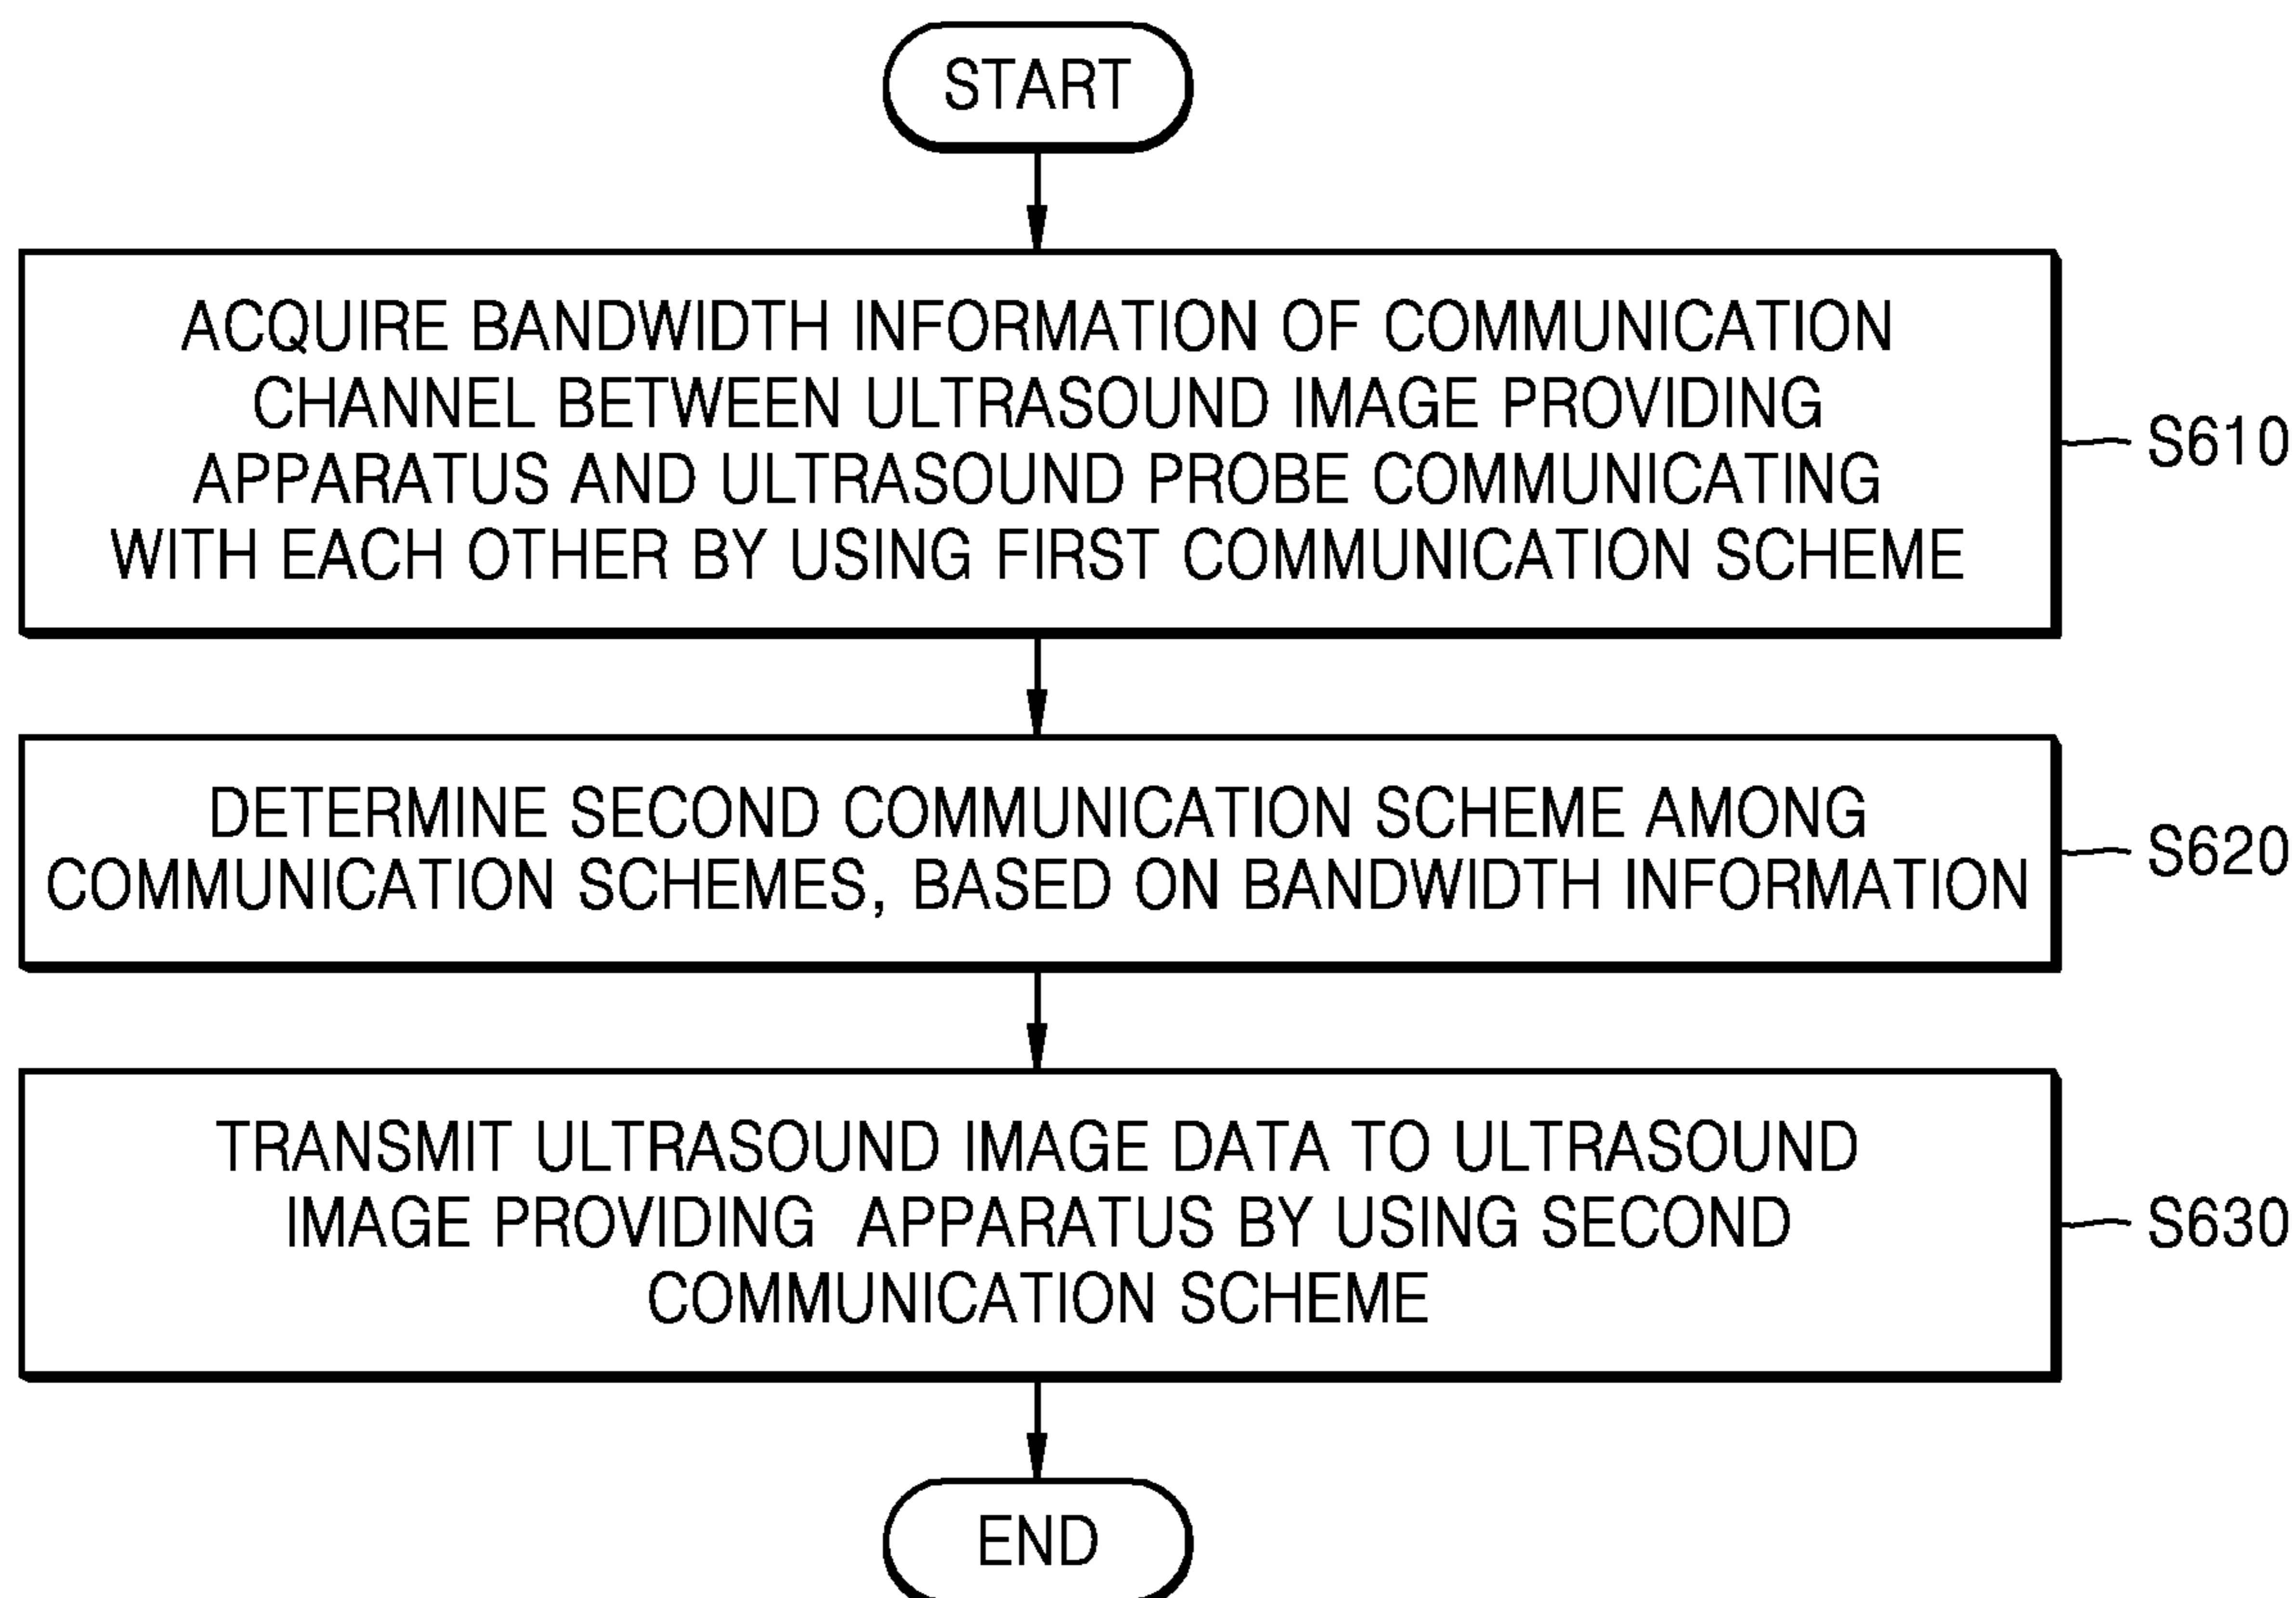 START
ACQUIRE BANDWIDTH INFORMATION OF COMMUNICATION
CHANNEL BETWEEN ULTRASOUND IMAGE PROVIDING
APPARATUS AND ULTRASOUND PROBE COMMUNICATING
WITH EACH OTHER BY USING FIRST COMMUNICATION SCHEME
S610
DETERMINE SECOND COMMUNICATION SCHEME AMONG
COMMUNICATION SCHEMES, BASED ON BANDWIDTH INFORMATION
S620
TRANSMIT ULTRASOUND IMAGE DATA TO ULTRASOUND
IMAGE PROVIDING APPARATUS BY USING SECOND
COMMUNICATION SCHEME
S630
END